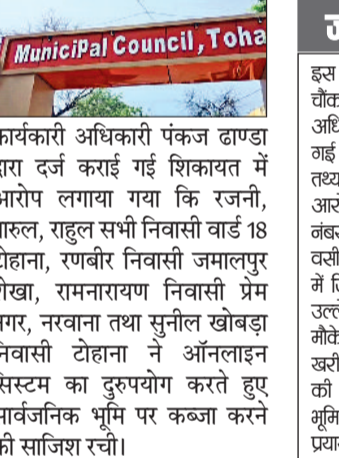 MunicipaL Council, Toha
कार्यकारी अधिकारी पंकज ढाण्डा
द्वारा दर्ज कराई गई शिकायत में
आरोप लगाया गया कि रजनी,
पारुल, राहुल सभी निवासी वार्ड 18
टोहाना, रणबीर निवासी जमालपुर
शेखा, रामनारायण निवासी प्रेम
नगर, नरवाना तथा सुनील खोबड़ा
निवासी टोहाना ने ऑनलाइन
सिस्टम का दुरुपयोग करते हुए
सार्वजनिक भूमि पर कब्जा करने
की साजिश रची।
इस
चौंक
अधि
गई
तथ्य
आरो
नंबर
वसी
में
उल्ले
मौके
खरी
की
भूमि
प्रया